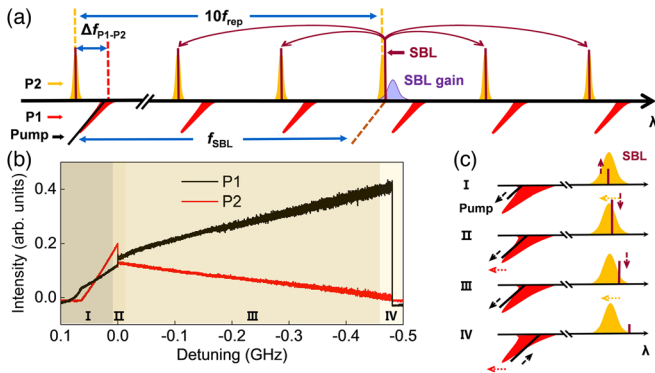 (a)
10f_rep
Δf_P1-P2
SBL
P2
SBL gain
P1
λ
Pump
f_SBL
(b)
Intensity (arb. units)
0.4
0.2
0.0
P1
P2
I
II
III
IV
0.1
0.0
-0.1
-0.2
-0.3
-0.4
-0.5
Detuning (GHz)
(c)
SBL
I
Pump
II
III
IV
λ